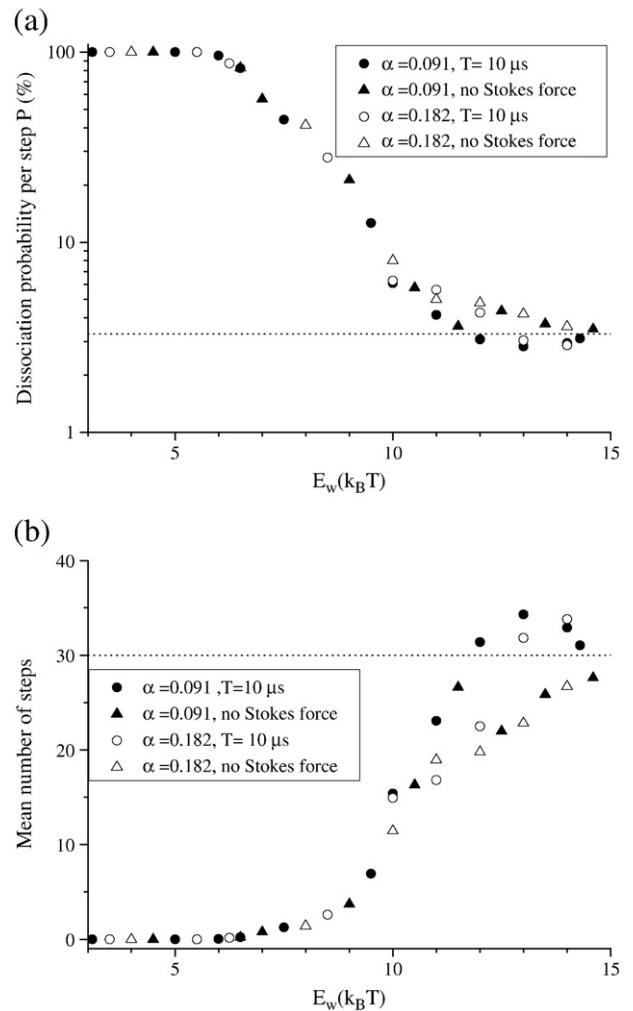 (a)
100
10
1
Dissociation probability per step P (%)
α =0.091, T= 10 μs
α =0.091, no Stokes force
α =0.182, T= 10 μs
α =0.182, no Stokes force
5
10
15
E_w(k_BT)
(b)
40
30
20
10
0
Mean number of steps
α =0.091 ,T=10 μs
α =0.091, no Stokes force
α =0.182, T= 10 μs
α =0.182, no Stokes force
5
10
15
E_w(k_BT)